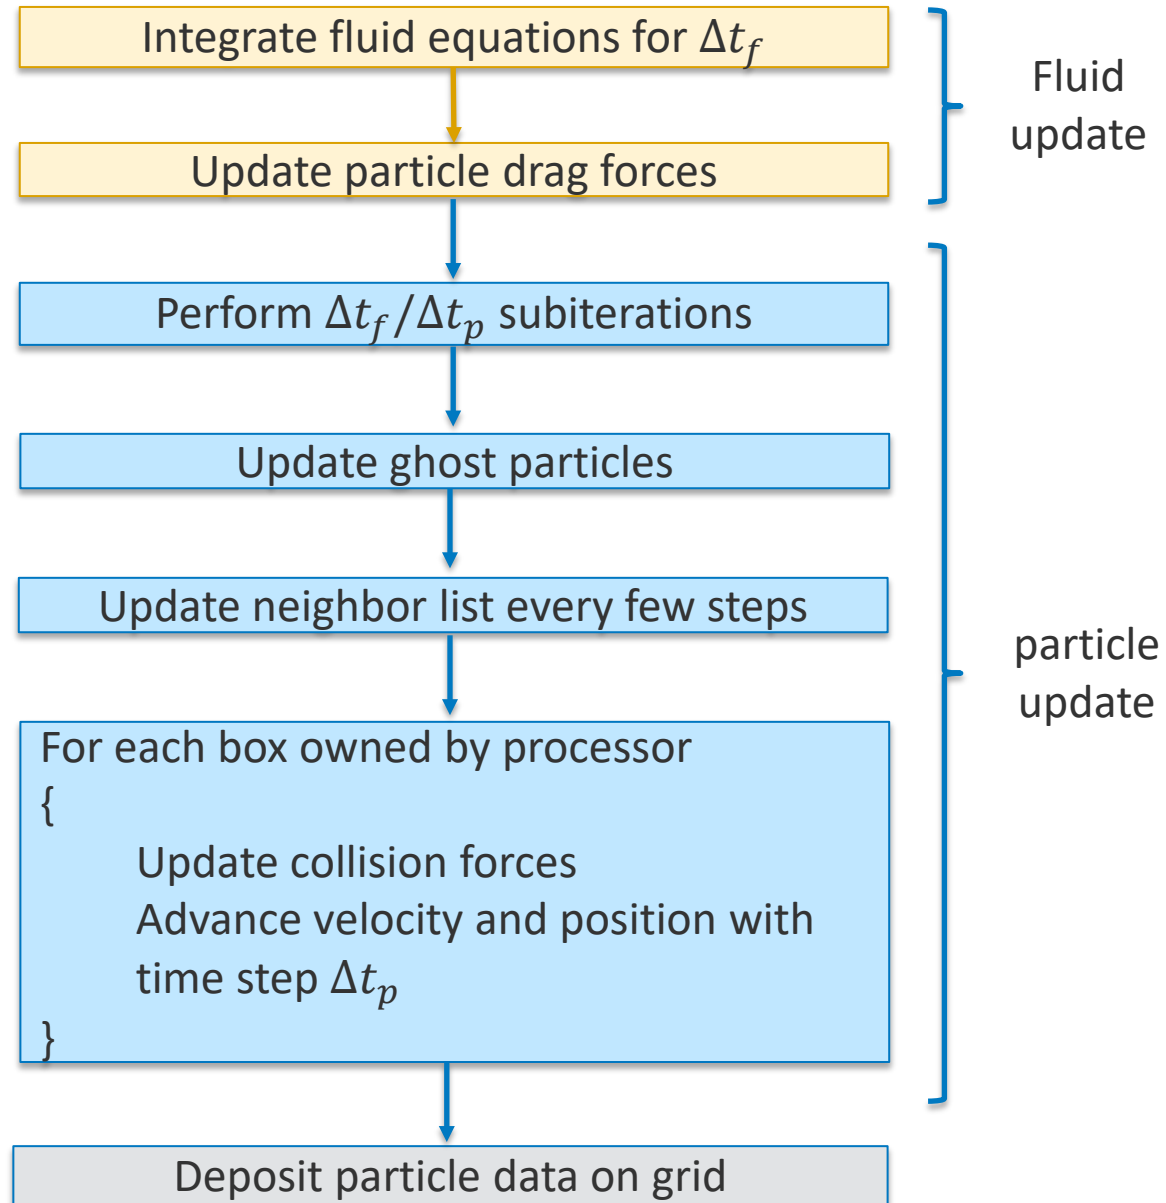 Integrate fluid equations for Δt_f
Fluid
update
Update particle drag forces
Perform Δt_f/Δt_p subiterations
Update ghost particles
Update neighbor list every few steps
particle
update
For each box owned by processor
{
Update collision forces
Advance velocity and position with
time step Δt_p
}
Deposit particle data on grid